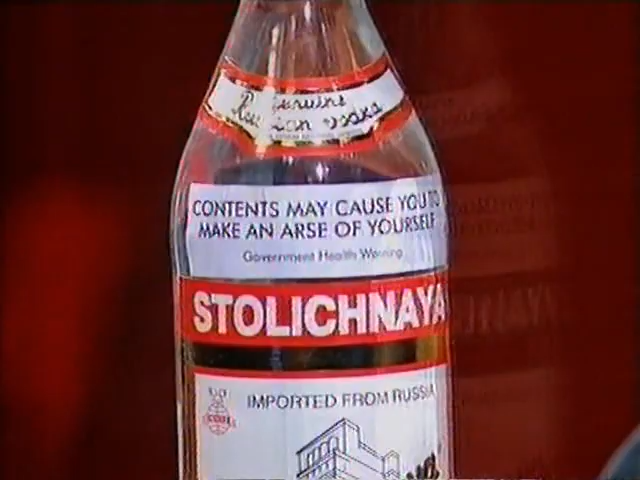 Genuine
Russian vodka
CONTENTS MAY CAUSE YOU TO
MAKE AN ARSE OF YOURSELF
Government Health Warning
STOLICHNAYA
IMPORTED FROM RUSSIA